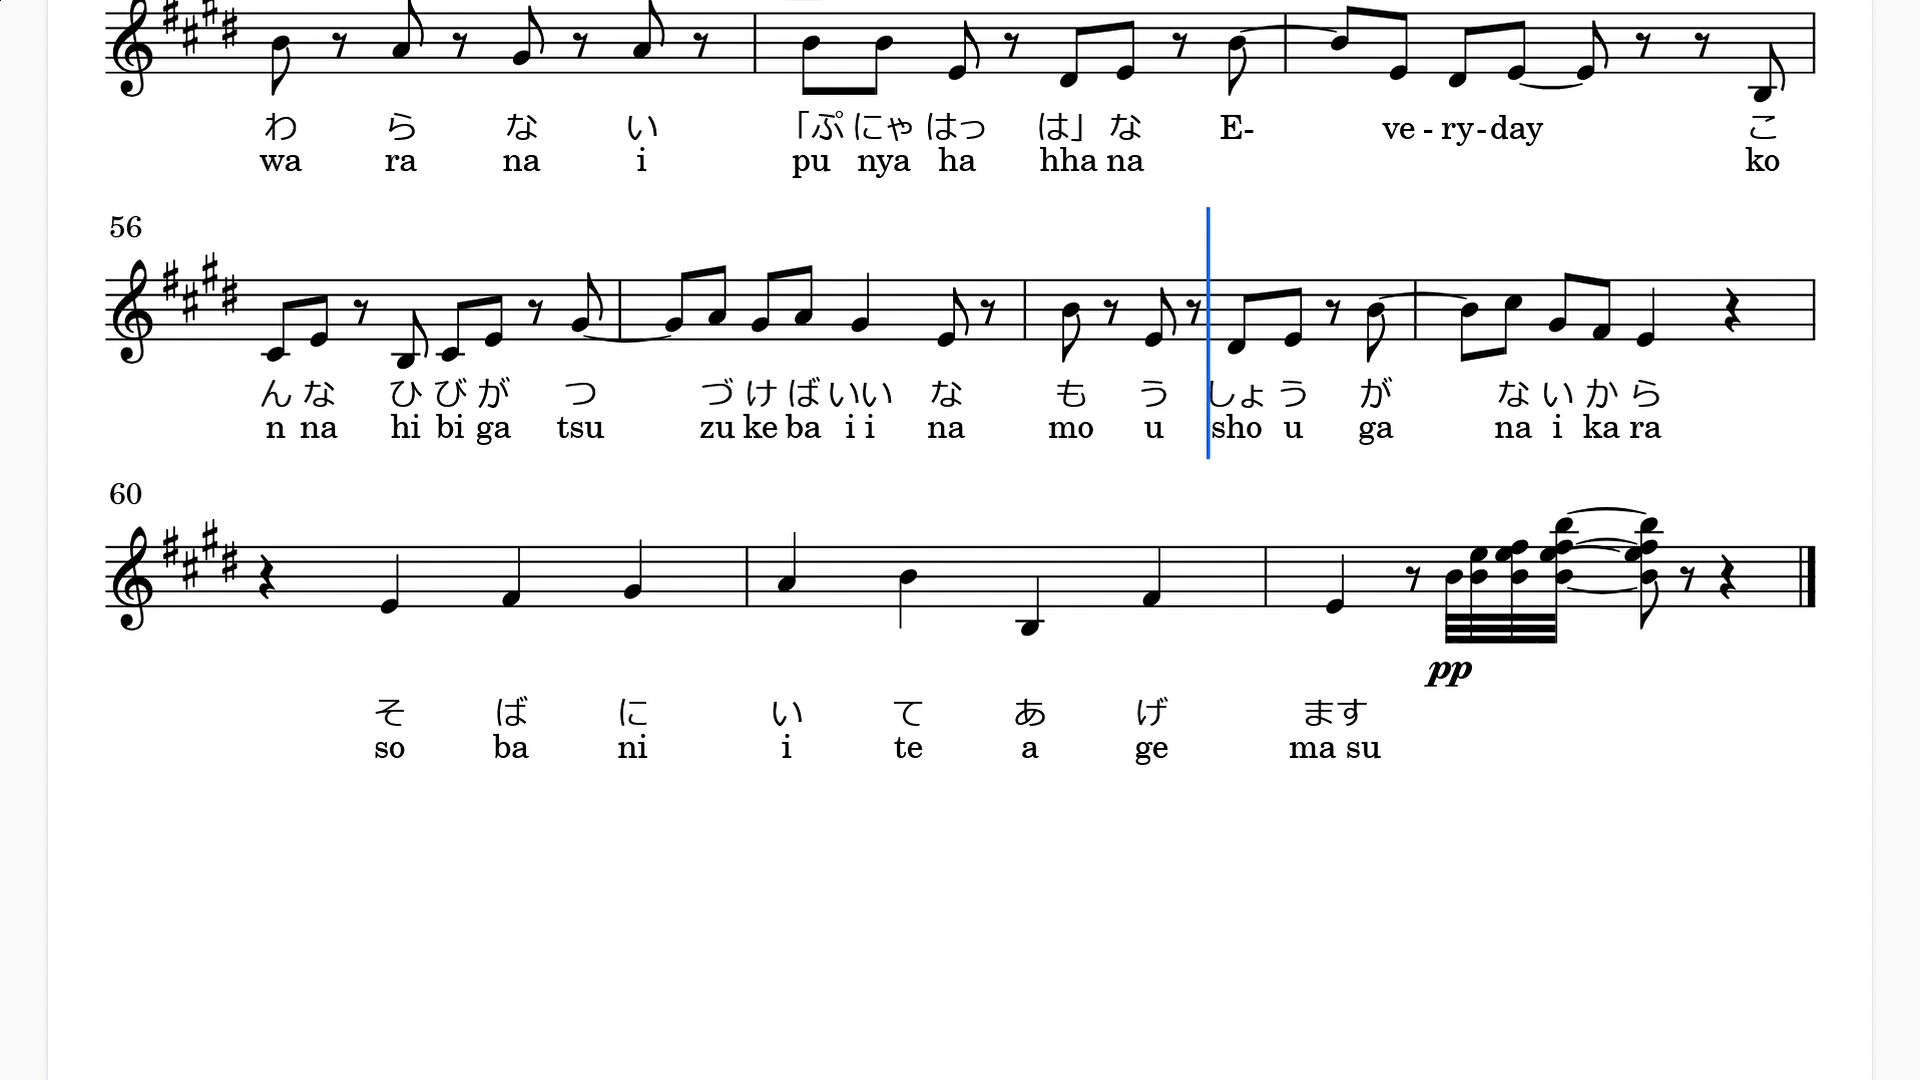 わ ら な い 「ぷ にゃ はっ は」 な E- ve - ry - day こ
wa ra na i pu nya ha hha na ko
56
ん な ひ び が つ づ け ば いい な も う しょ う が な い か ら
n na hi bi ga tsu zu ke ba i i na mo u sho u ga na i ka ra
60
pp
そ ば に い て あ げ ます
so ba ni i te a ge ma su